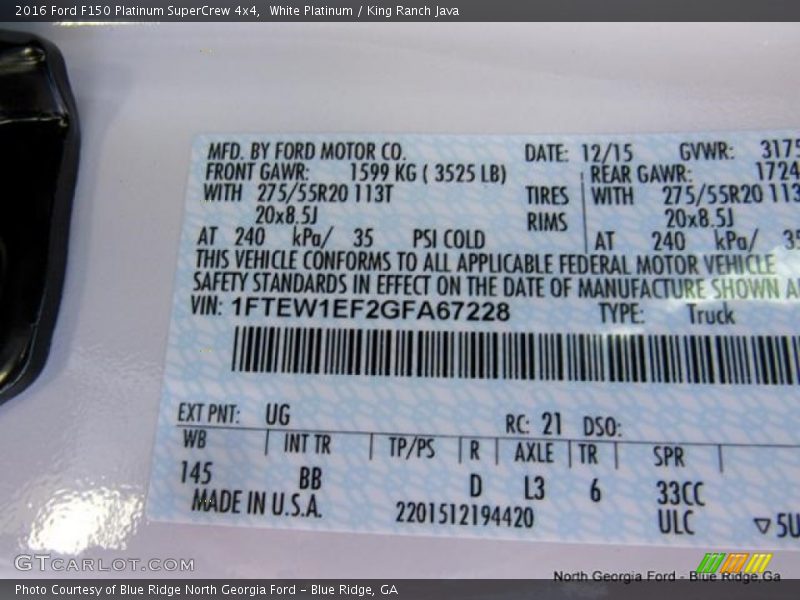 2016 Ford F150 Platinum SuperCrew 4x4,  White Platinum / King Ranch Java
MFD. BY FORD MOTOR CO. DATE: 12/15 GVWR: 3175
FRONT GAWR: 1599 KG ( 3525 LB) REAR GAWR: 1724
WITH 275/55R20 113T TIRES WITH 275/55R20 113
20x8.5J RIMS 20x8.5J
AT 240 kPa/ 35 PSI COLD AT 240 kPa/ 35
THIS VEHICLE CONFORMS TO ALL APPLICABLE FEDERAL MOTOR VEHICLE
SAFETY STANDARDS IN EFFECT ON THE DATE OF MANUFACTURE SHOWN
VIN: 1FTEW1EF2GFA67228 TYPE: Truck
EXT PNT: UG RC: 21 DSO:
WB INT TR TP/PS R AXLE TR SPR
145 BB D L3 6 33CC
MADE IN U.S.A. 2201512194420 ULC ▽5U
GTCARLOT.COM
North Georgia Ford - Blue Ridge,Ga
Photo Courtesy of Blue Ridge North Georgia Ford – Blue Ridge, GA